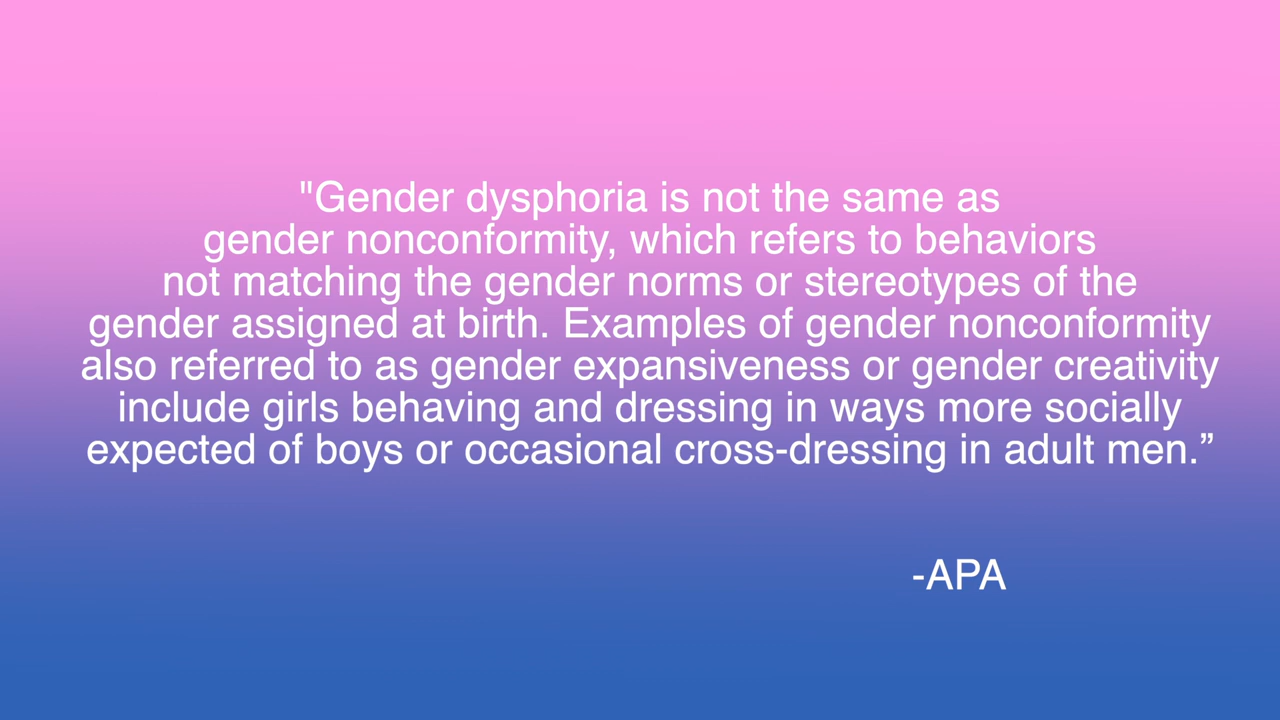 "Gender dysphoria is not the same as
gender nonconformity, which refers to behaviors
not matching the gender norms or stereotypes of the
gender assigned at birth. Examples of gender nonconformity
also referred to as gender expansiveness or gender creativity
include girls behaving and dressing in ways more socially
expected of boys or occasional cross-dressing in adult men.”
-APA